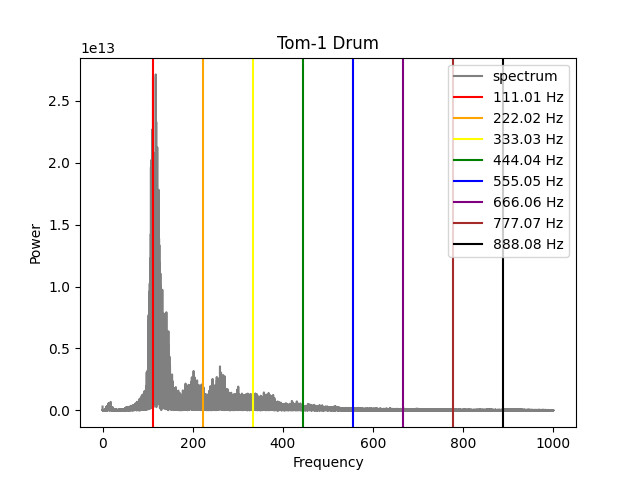 Tom-1 Drum
1e13
2.5
2.0
1.5
1.0
0.5
0.0
Power
0
200
400
600
800
1000
Frequency
spectrum
111.01 Hz
222.02 Hz
333.03 Hz
444.04 Hz
555.05 Hz
666.06 Hz
777.07 Hz
888.08 Hz